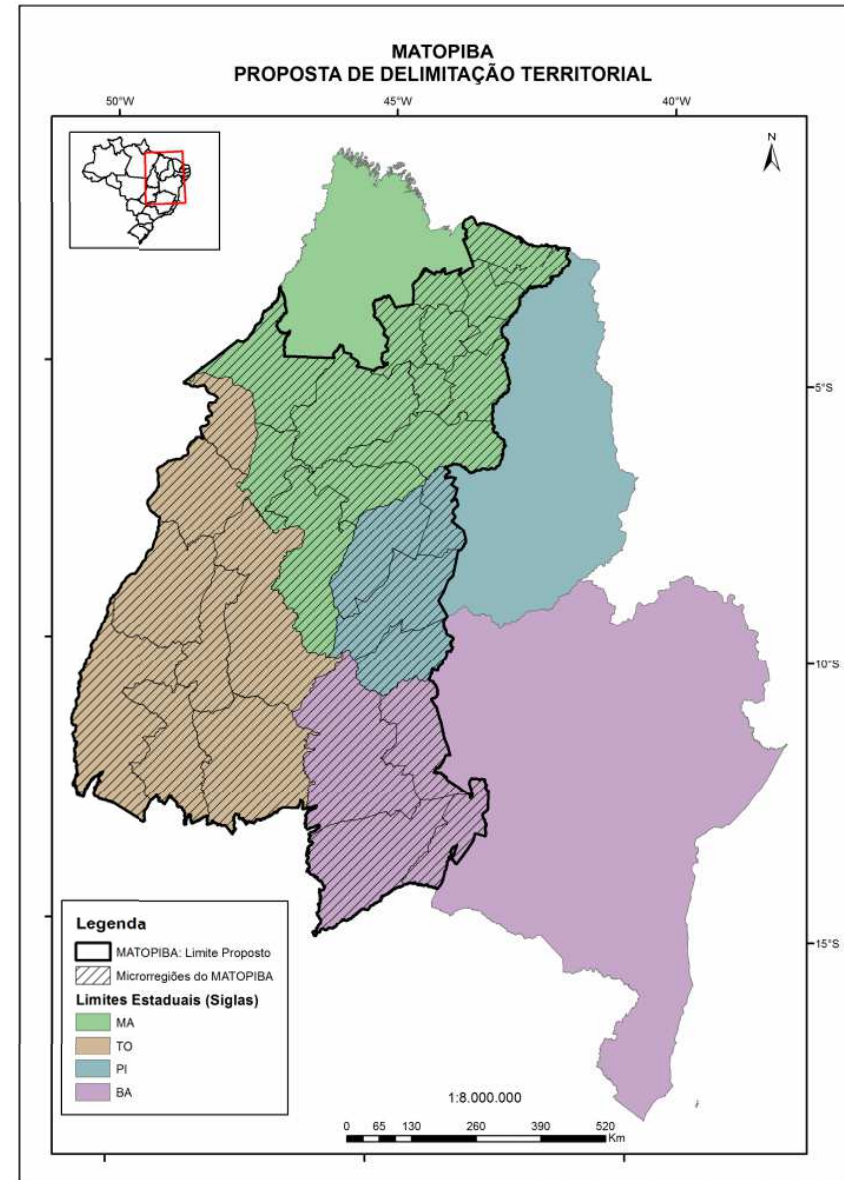 MATOPIBA
PROPOSTA DE DELIMITAÇÃO TERRITORIAL
50°W
45°W
40°W
N
5°S
10°S
15°S
Legenda
MATOPIBA: Limite Proposto
Microrregiões do MATOPIBA
Limites Estaduais (Siglas)
MA
TO
PI
BA
1:8.000.000
0 65 130 260 390 520
Km